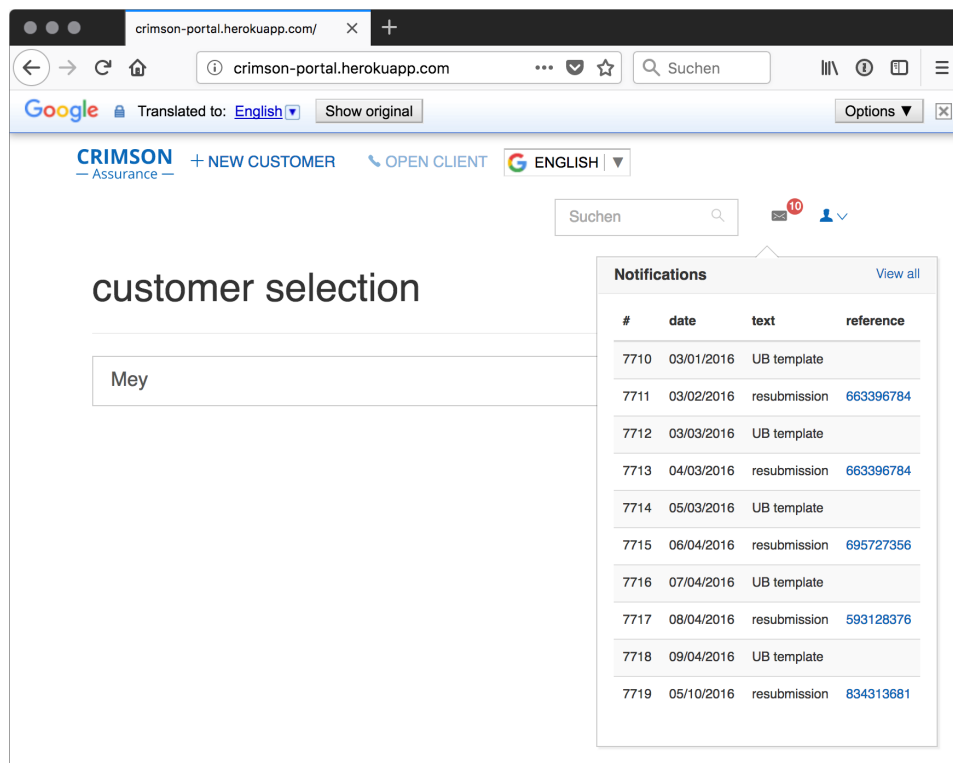 crimson-portal.herokuapp.com/
crimson-portal.herokuapp.com
Suchen
Google Translated to: English Show original Options ▼
CRIMSON
Assurance
+ NEW CUSTOMER OPEN CLIENT G ENGLISH ▼
Suchen
10
customer selection
Mey
Notifications View all
# date text reference
7710 03/01/2016 UB template
7711 03/02/2016 resubmission 663396784
7712 03/03/2016 UB template
7713 04/03/2016 resubmission 663396784
7714 05/03/2016 UB template
7715 06/04/2016 resubmission 695727356
7716 07/04/2016 UB template
7717 08/04/2016 resubmission 593128376
7718 09/04/2016 UB template
7719 05/10/2016 resubmission 834313681